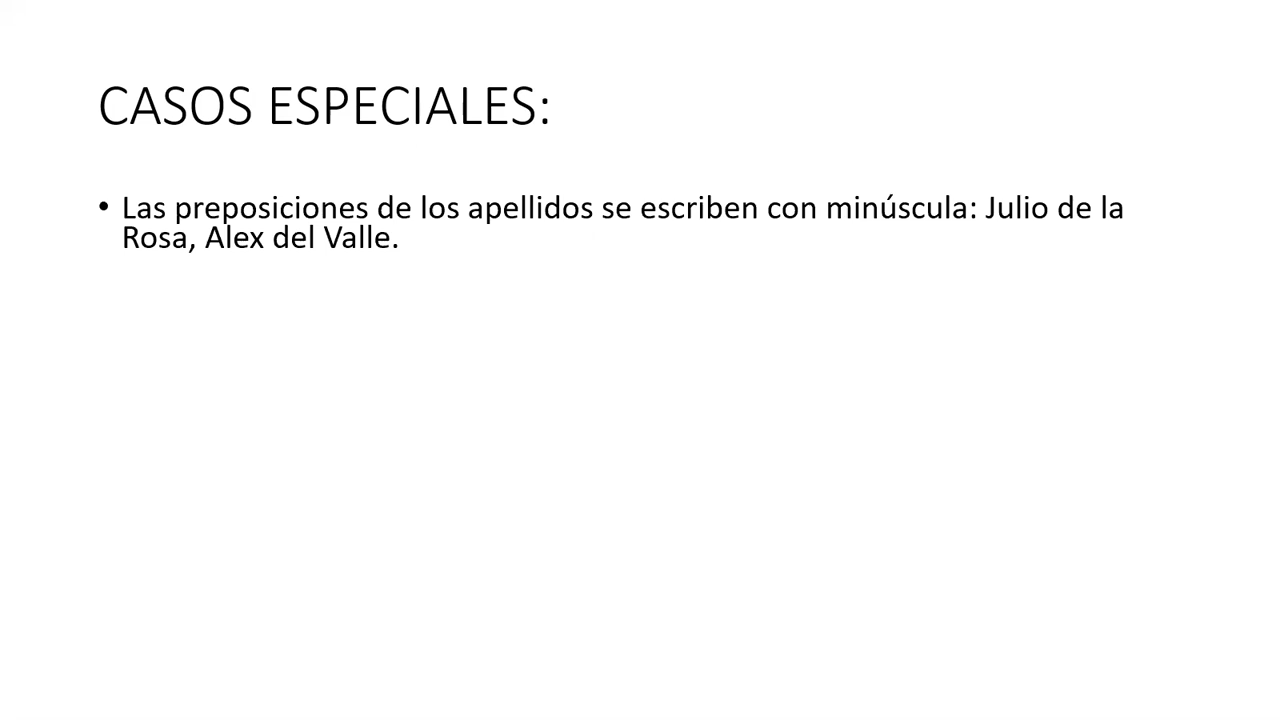 CASOS ESPECIALES:
• Las preposiciones de los apellidos se escriben con minúscula: Julio de la
Rosa, Alex del Valle.